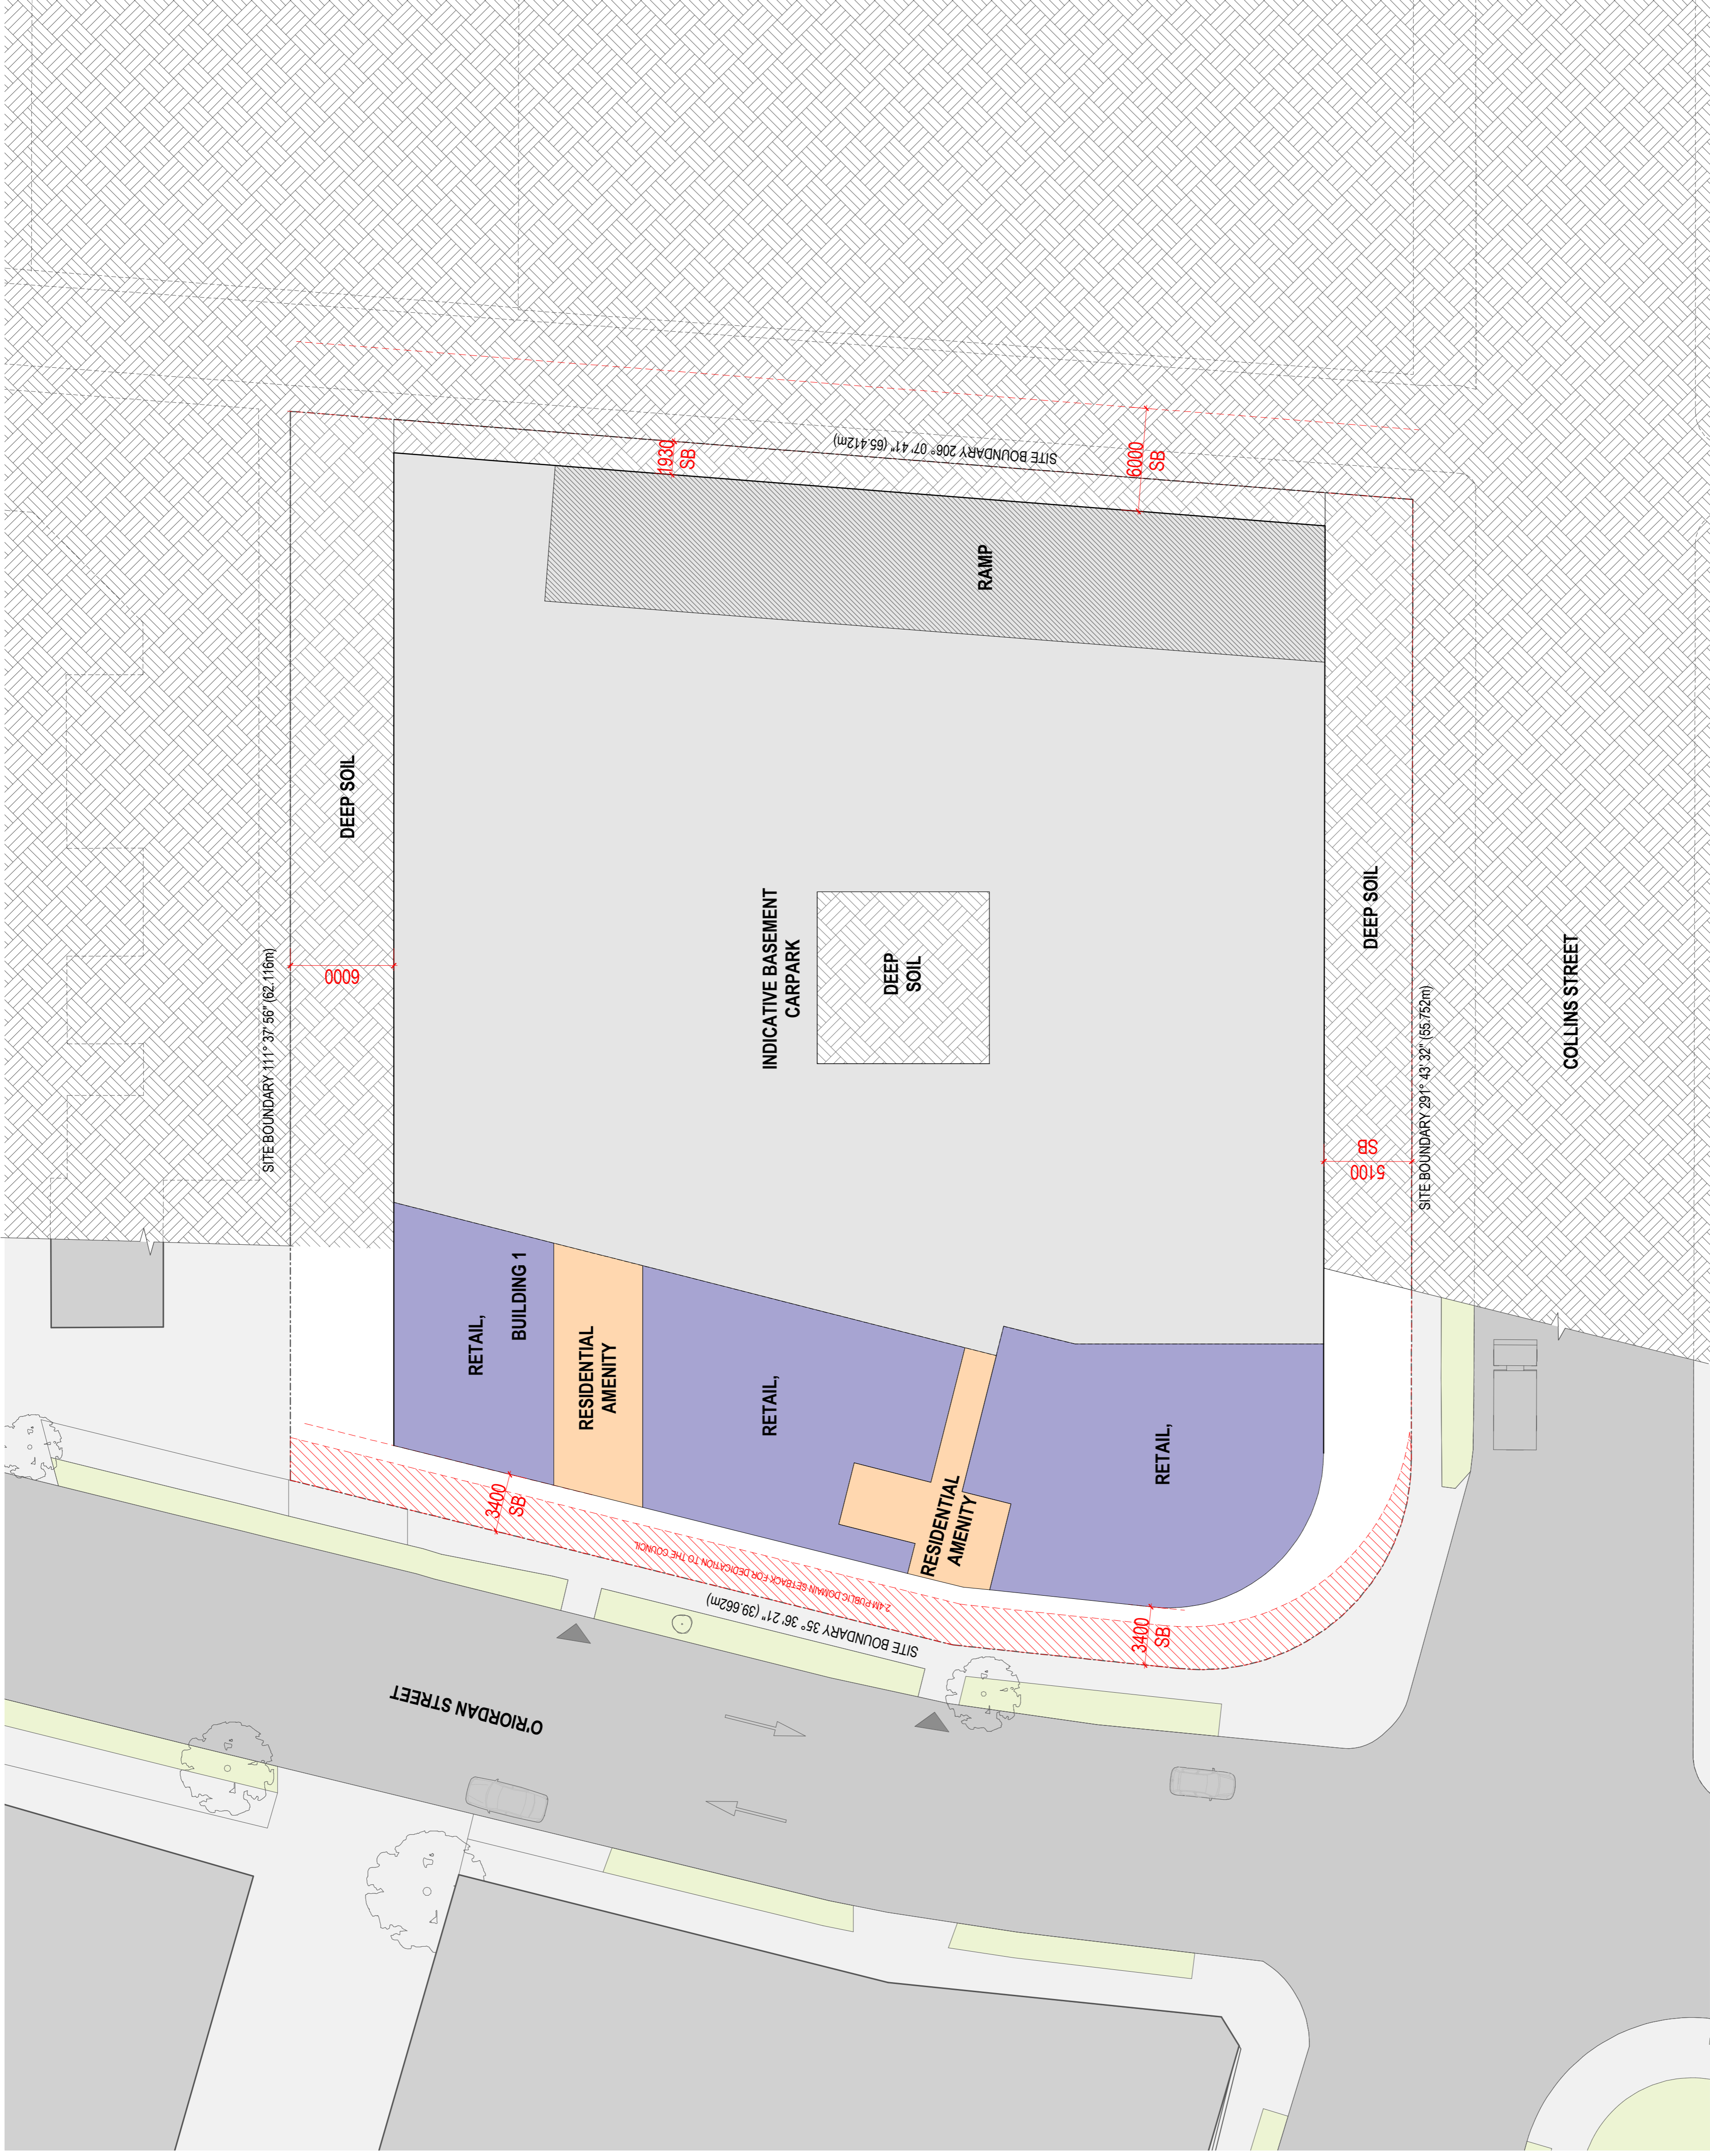 SITE BOUNDARY 111° 37' 56" (62.116m)
DEEP SOIL
6000
1930
SB
SITE BOUNDARY 206° 07' 41" (65.412m)
6000
SB
RAMP
INDICATIVE BASEMENT
CARPARK
DEEP
SOIL
DEEP SOIL
5100
SB
SITE BOUNDARY 291° 43' 32" (55.752m)
COLLINS STREET
RETAIL,
BUILDING 1
RESIDENTIAL
AMENITY
RETAIL,
RESIDENTIAL
AMENITY
RETAIL,
3400
SB
2.4M PUBLIC DOMAIN SETBACK FOR DEDICATION TO THE COUNCIL
SITE BOUNDARY 35° 36' 21" (39.662m)
3400
SB
O'RIORDAN STREET